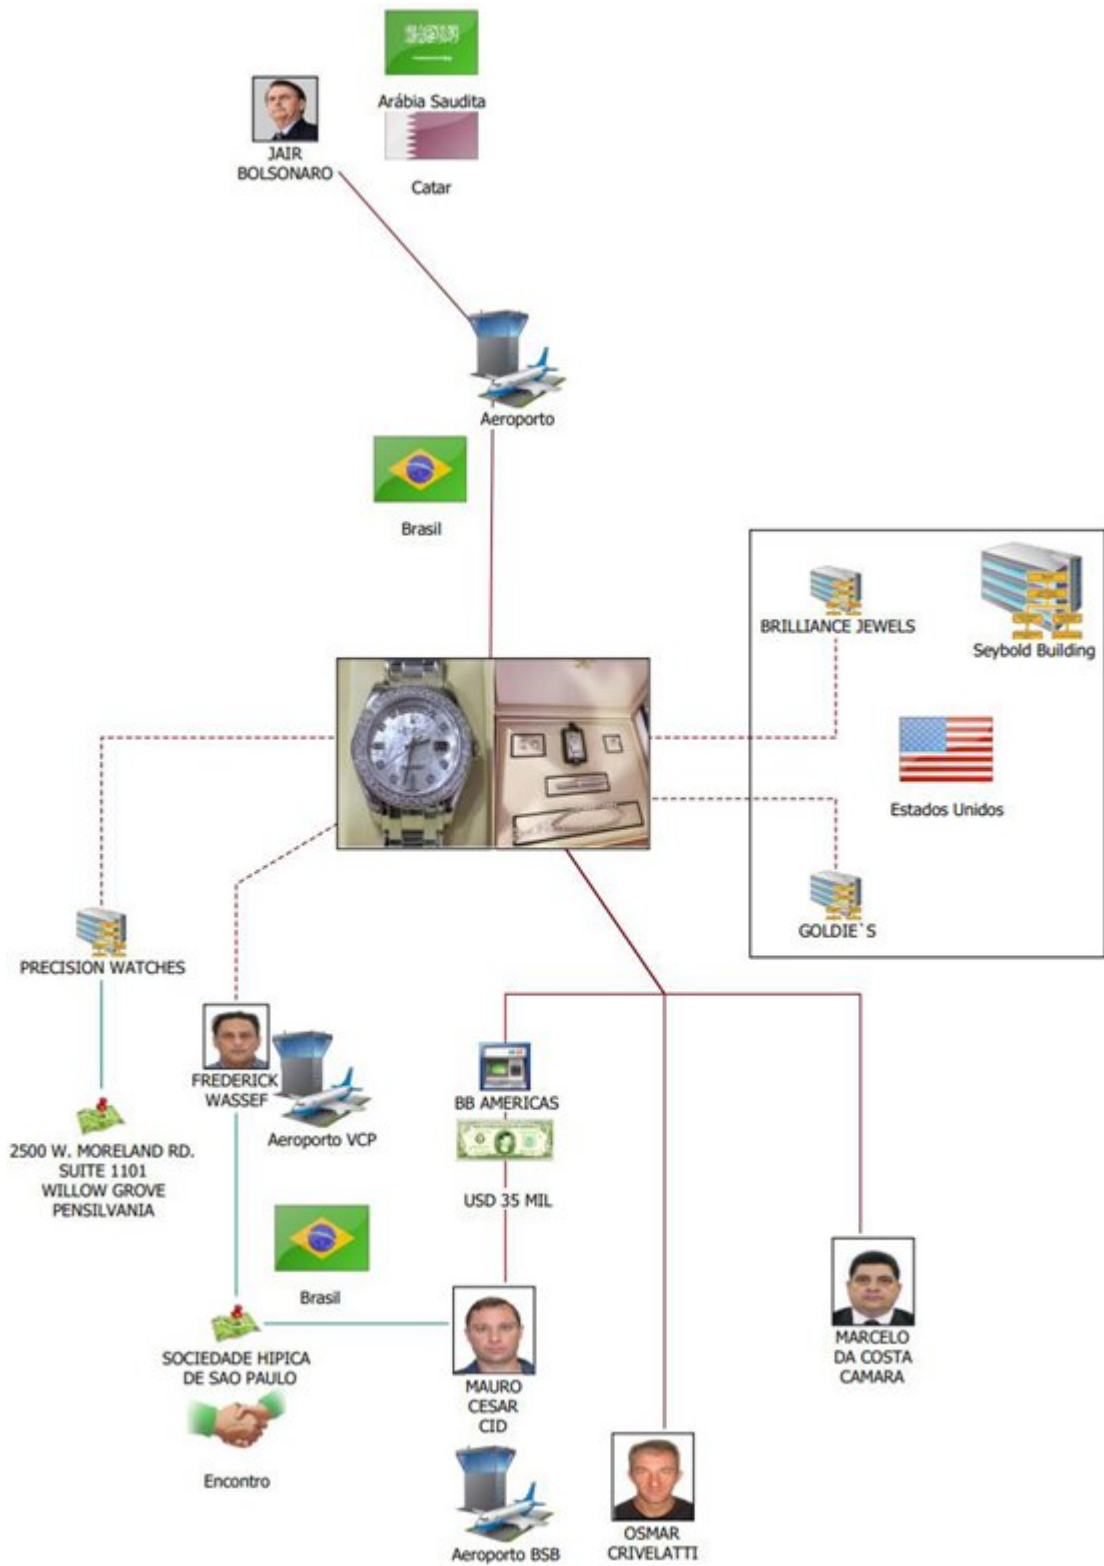 Arábia Saudita
JAIR
BOLSONARO
Catar
Aeroporto
Brasil
BRILLIANCE JEWELS
Seybold Building
Estados Unidos
GOLDIE`S
PRECISION WATCHES
FREDERICK
WASSEF
Aeroporto VCP
BB AMERICAS
2500 W. MORELAND RD.
SUITE 1101
WILLOW GROVE
PENSILVANIA
USD 35 MIL
Brasil
SOCIEDADE HIPICA
DE SAO PAULO
MAURO
CESAR
CID
MARCELO
DA COSTA
CAMARA
Encontro
Aeroporto BSB
OSMAR
CRIVELATTI